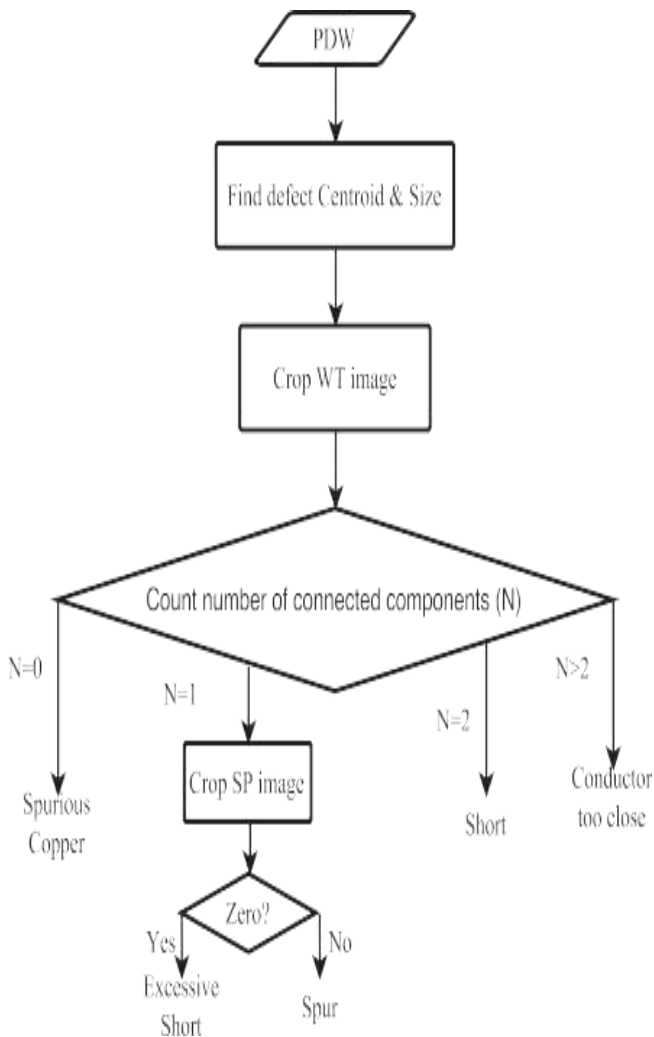 PDW
Find defect Centroid & Size
Crop WT image
Count number of connected components (N)
N=0
N=1
N=2
N>2
Crop SP image
Spurious
Copper
Short
Conductor
too close
Zero?
Yes
No
Excessive
Short
Spur